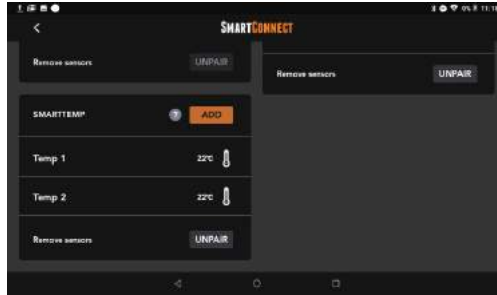 SMARTCONNECT
Remove sensors UNPAIR
SMARTTEMP ? ADD
Temp 1 22°C
Temp 2 22°C
Remove sensors UNPAIR
Remove sensors UNPAIR